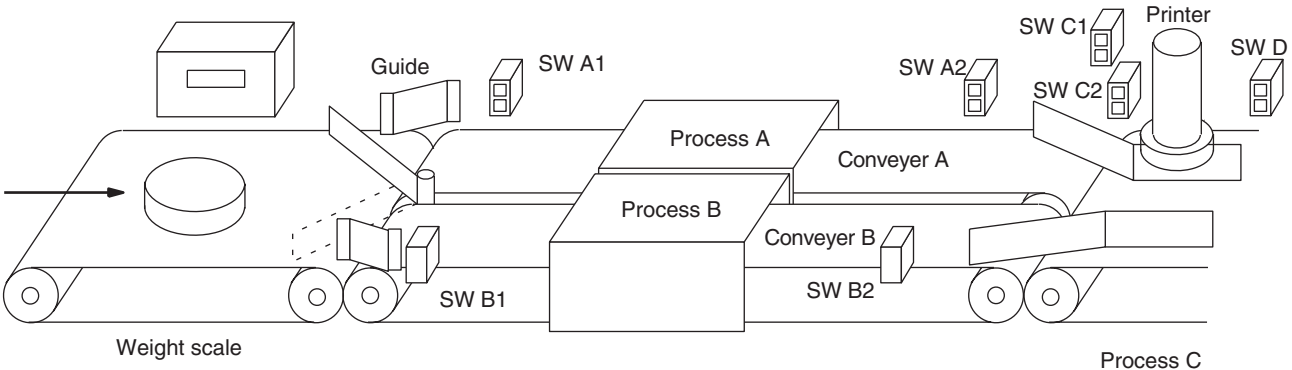 SW C1
Printer
Guide
SW A1
SW A2
SW C2
SW D
Process A
Conveyer A
Process B
Conveyer B
SW B1
SW B2
Weight scale
Process C